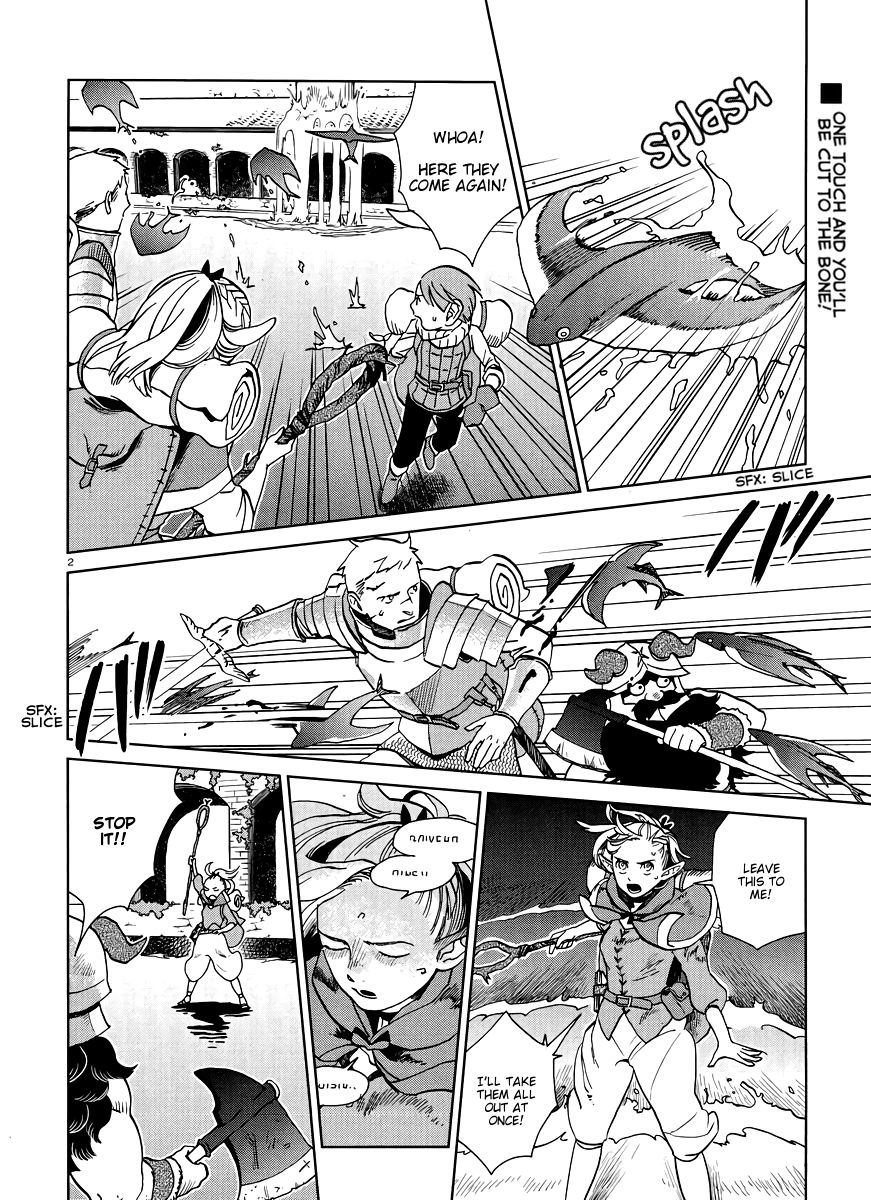 ONE TOUCH AND YOU'LL
BE CUT TO THE BONE!
splash
WHOA!
HERE THEY
COME AGAIN!
SFX: SLICE
2
SFX:
SLICE
LEAVE
THIS TO
ME!
I'LL TAKE
THEM ALL
OUT AT
ONCE!
STOP
IT!!